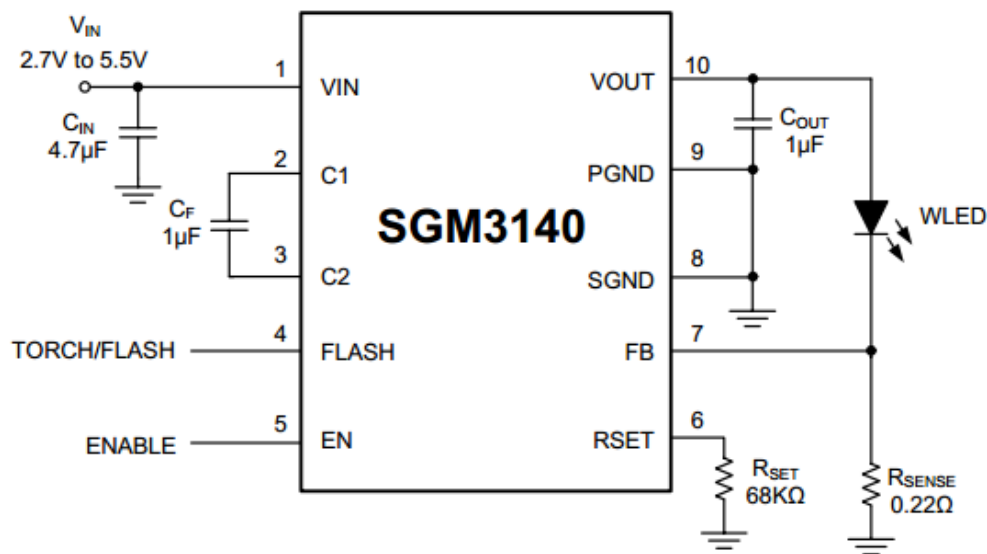 VIN
2.7V to 5.5V
CIN
4.7µF
1
VIN
2
C1
CF
1µF
3
C2
TORCH/FLASH
4
FLASH
ENABLE
5
EN
SGM3140
VOUT
10
COUT
1µF
PGND
9
WLED
SGND
8
FB
7
RSET
6
RSET
68KΩ
RSENSE
0.22Ω